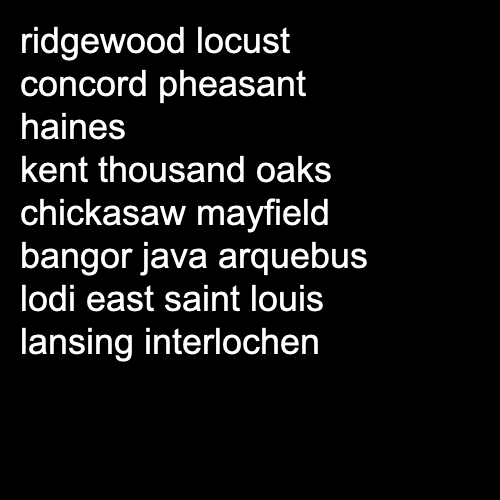 ridgewood locust
concord pheasant
haines
kent thousand oaks
chickasaw mayfield
bangor java arquebus
lodi east saint louis
lansing interlochen